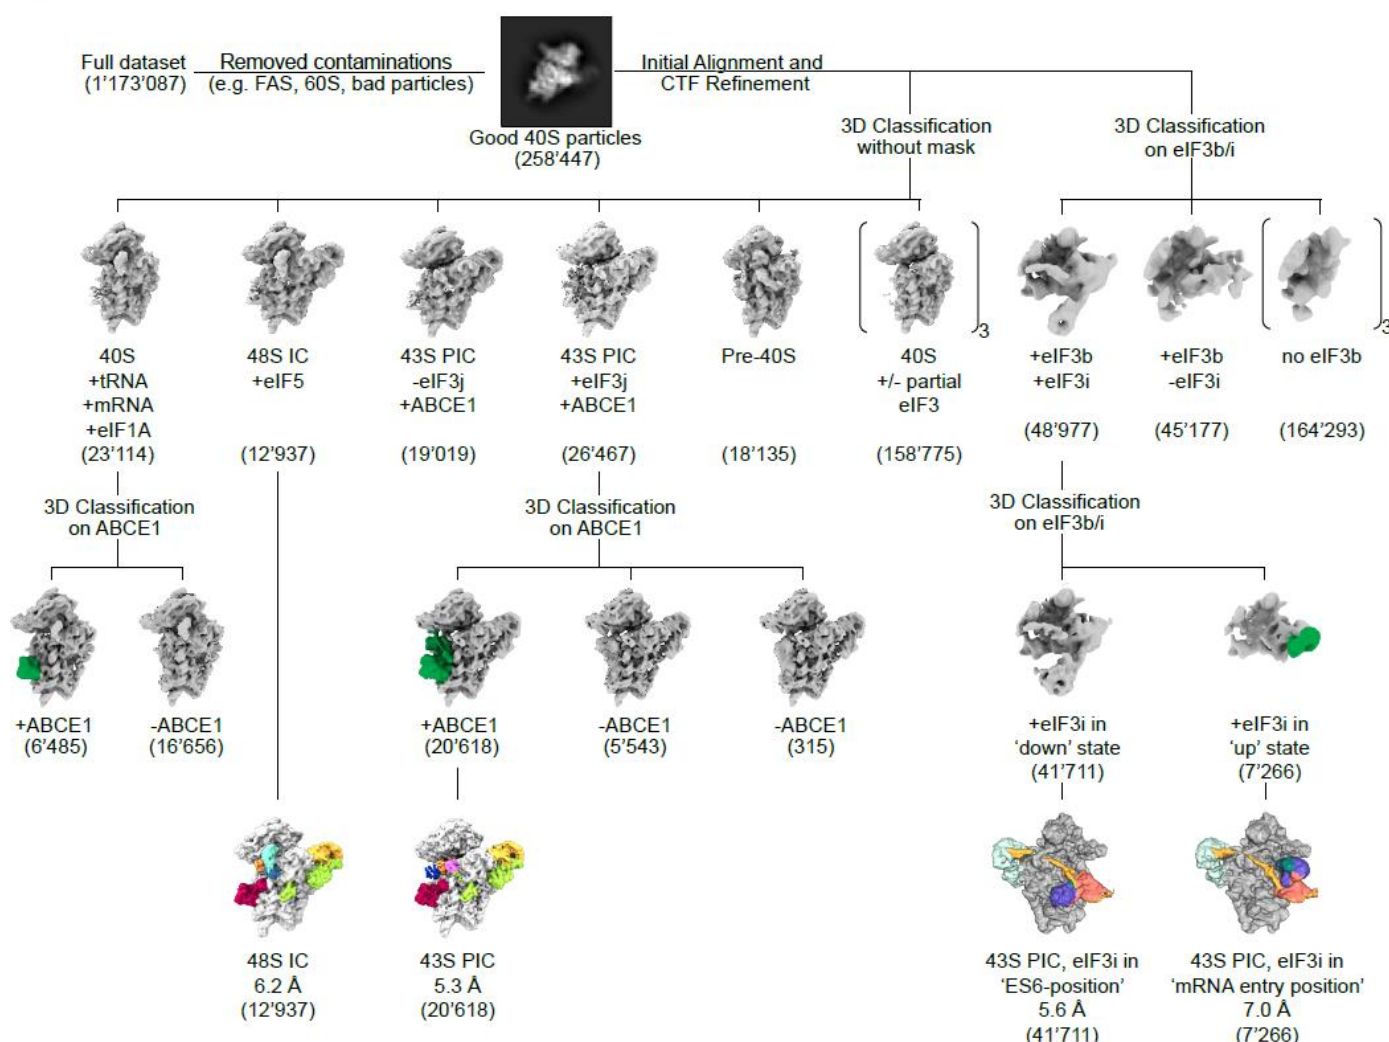 Full dataset
(1'173'087)
Removed contaminations
(e.g. FAS, 60S, bad particles)
Good 40S particles
(258'447)
Initial Alignment and
CTF Refinement
3D Classification
without mask
3D Classification
on eIF3b/i
40S
+tRNA
+mRNA
+eIF1A
(23'114)
48S IC
+eIF5
(12'937)
43S PIC
-eIF3j
+ABCE1
(19'019)
43S PIC
+eIF3j
+ABCE1
(26'467)
Pre-40S
(18'135)
3
40S
+/- partial
eIF3
(158'775)
+eIF3b
+eIF3i
(48'977)
+eIF3b
-eIF3i
(45'177)
3
no eIF3b
(164'293)
3D Classification
on ABCE1
3D Classification
on ABCE1
3D Classification
on eIF3b/i
+ABCE1
(6'485)
-ABCE1
(16'656)
+ABCE1
(20'618)
-ABCE1
(5'543)
-ABCE1
(315)
+eIF3i in
'down' state
(41'711)
+eIF3i in
'up' state
(7'266)
48S IC
6.2 Å
(12'937)
43S PIC
5.3 Å
(20'618)
43S PIC, eIF3i in
'ES6-position'
5.6 Å
(41'711)
43S PIC, eIF3i in
'mRNA entry position'
7.0 Å
(7'266)